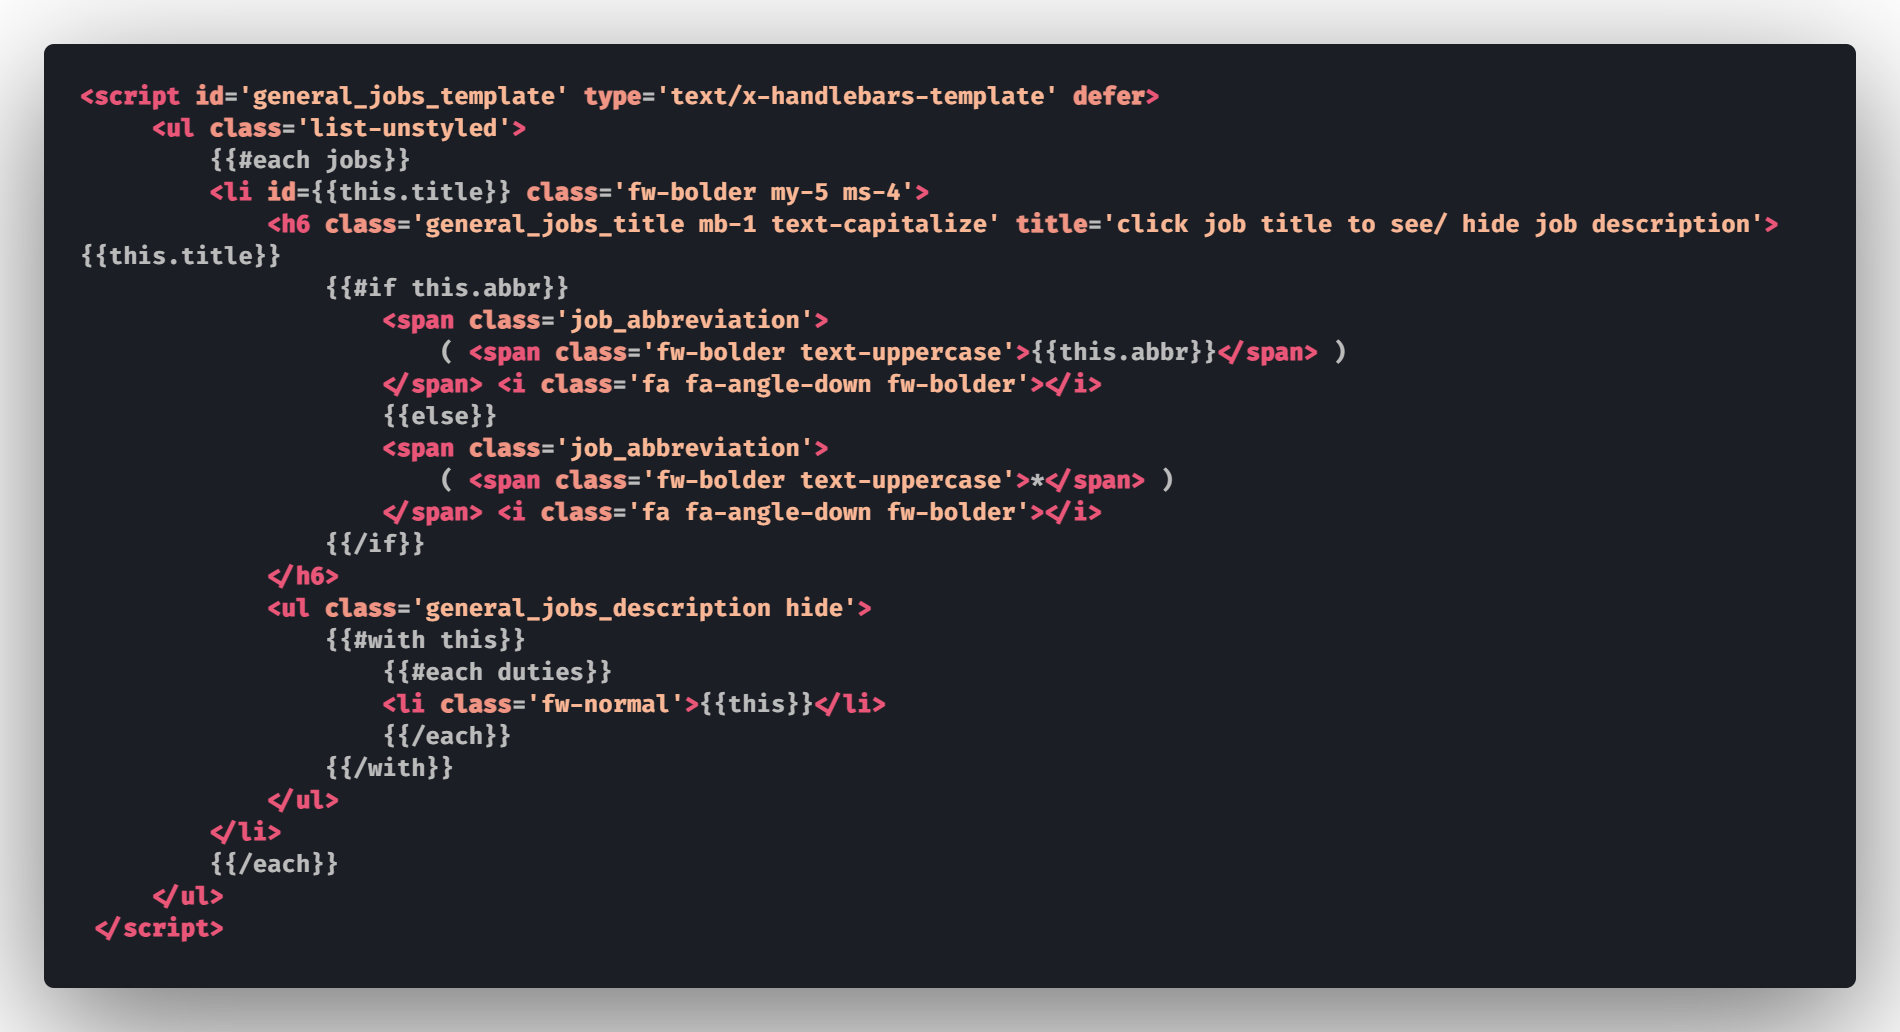 <script id='general_jobs_template' type='text/x-handlebars-template' defer>
     <ul class='list-unstyled'>
         {{#each jobs}}
         <li id={{this.title}} class='fw-bolder my-5 ms-4'>
             <h6 class='general_jobs_title mb-1 text-capitalize' title='click job title to see/ hide job description'>
{{this.title}}
                 {{#if this.abbr}}
                     <span class='job_abbreviation'>
                         ( <span class='fw-bolder text-uppercase'>{{this.abbr}}</span> )
                     </span> <i class='fa fa-angle-down fw-bolder'></i>
                     {{else}}
                     <span class='job_abbreviation'>
                         ( <span class='fw-bolder text-uppercase'>*</span> )
                     </span> <i class='fa fa-angle-down fw-bolder'></i>
                 {{/if}}
             </h6>
             <ul class='general_jobs_description hide'>
                 {{#with this}}
                     {{#each duties}}
                     <li class='fw-normal'>{{this}}</li>
                     {{/each}}
                 {{/with}}
             </ul>
         </li>
         {{/each}}
     </ul>
 </script>